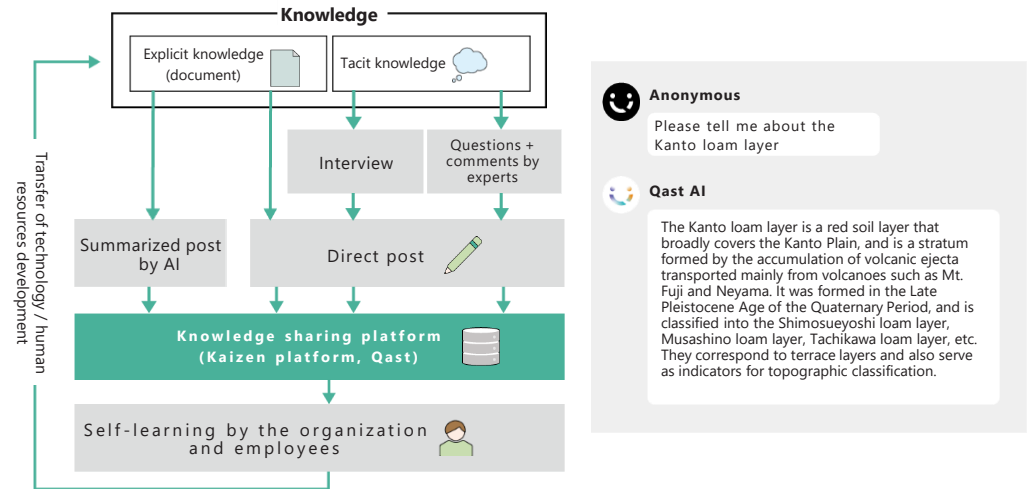 Knowledge
Explicit knowledge
(document)
Tacit knowledge
Interview
Questions +
comments by
experts
Summarized post
by AI
Direct post
Knowledge sharing platform
(Kaizen platform, Qast)
Self-learning by the organization
and employees
Transfer of technology / human
resources development
Anonymous
Please tell me about the
Kanto loam layer
Qast AI
The Kanto loam layer is a red soil layer that
broadly covers the Kanto Plain, and is a stratum
formed by the accumulation of volcanic ejecta
transported mainly from volcanoes such as Mt.
Fuji and Neyama. It was formed in the Late
Pleistocene Age of the Quaternary Period, and is
classified into the Shimosueyoshi loam layer,
Musashino loam layer, Tachikawa loam layer, etc.
They correspond to terrace layers and also serve
as indicators for topographic classification.